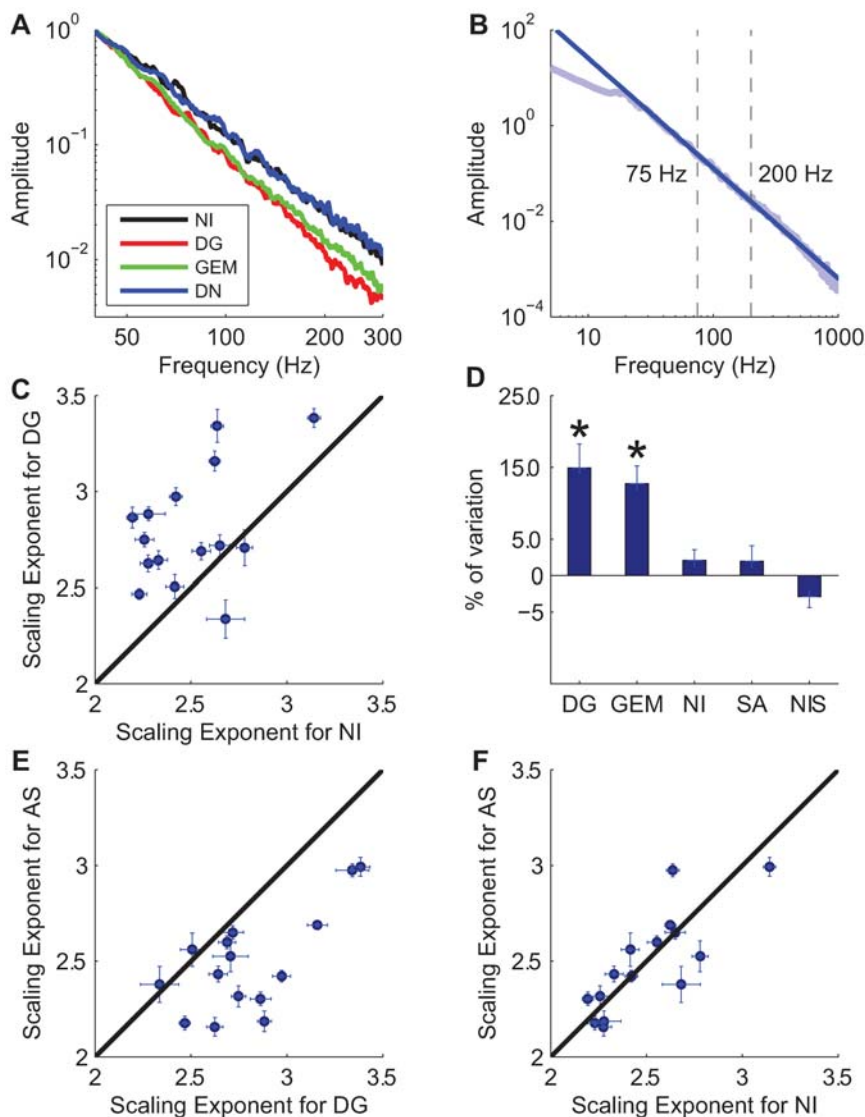 A
10^0
10^-1
10^-2
Amplitude
NI
DG
GEM
DN
50
100
200
300
Frequency (Hz)
B
10^2
10^0
10^-2
10^-4
Amplitude
75 Hz
200 Hz
10
100
1000
Frequency (Hz)
C
3.5
3
2.5
2
Scaling Exponent for DG
2
2.5
3
3.5
Scaling Exponent for NI
D
25.0
15.0
5.0
0
−5
% of variation
*
*
DG
GEM
NI
SA
NIS
E
3.5
3
2.5
2
Scaling Exponent for AS
2
2.5
3
3.5
Scaling Exponent for DG
F
3.5
3
2.5
2
Scaling Exponent for AS
2
2.5
3
3.5
Scaling Exponent for NI